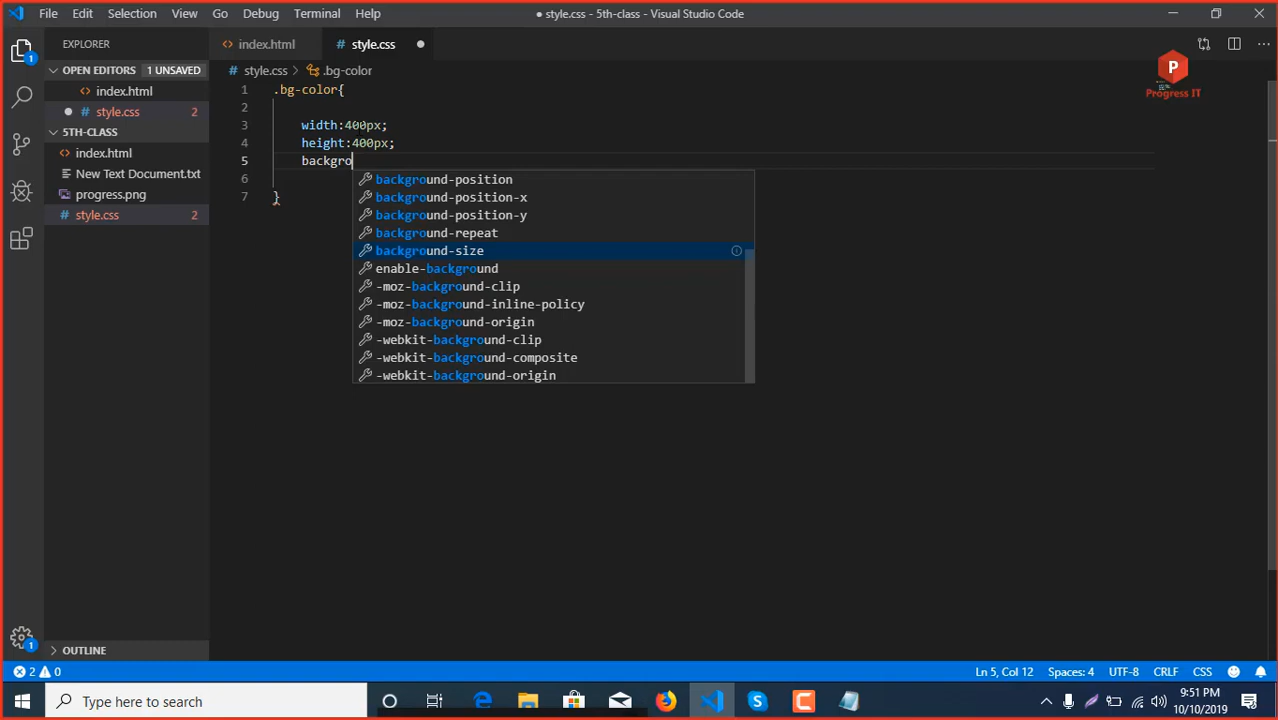 File Edit Selection View Go Debug Terminal Help
● style.css - 5th-class - Visual Studio Code
EXPLORER
index.html
style.css
OPEN EDITORS 1 UNSAVED
index.html
style.css 2
5TH-CLASS
index.html
New Text Document.txt
progress.png
style.css 2
OUTLINE
style.css > .bg-color
1 .bg-color{
2
3 width:400px;
4 height:400px;
5 backgro
6
7 }
background-position
background-position-x
background-position-y
background-repeat
background-size
enable-background
-moz-background-clip
-moz-background-inline-policy
-moz-background-origin
-webkit-background-clip
-webkit-background-composite
-webkit-background-origin
P
Progress IT
1
1
2 0
Ln 5, Col 12 Spaces: 4 UTF-8 CRLF CSS
Type here to search
9:51 PM
10/10/2019